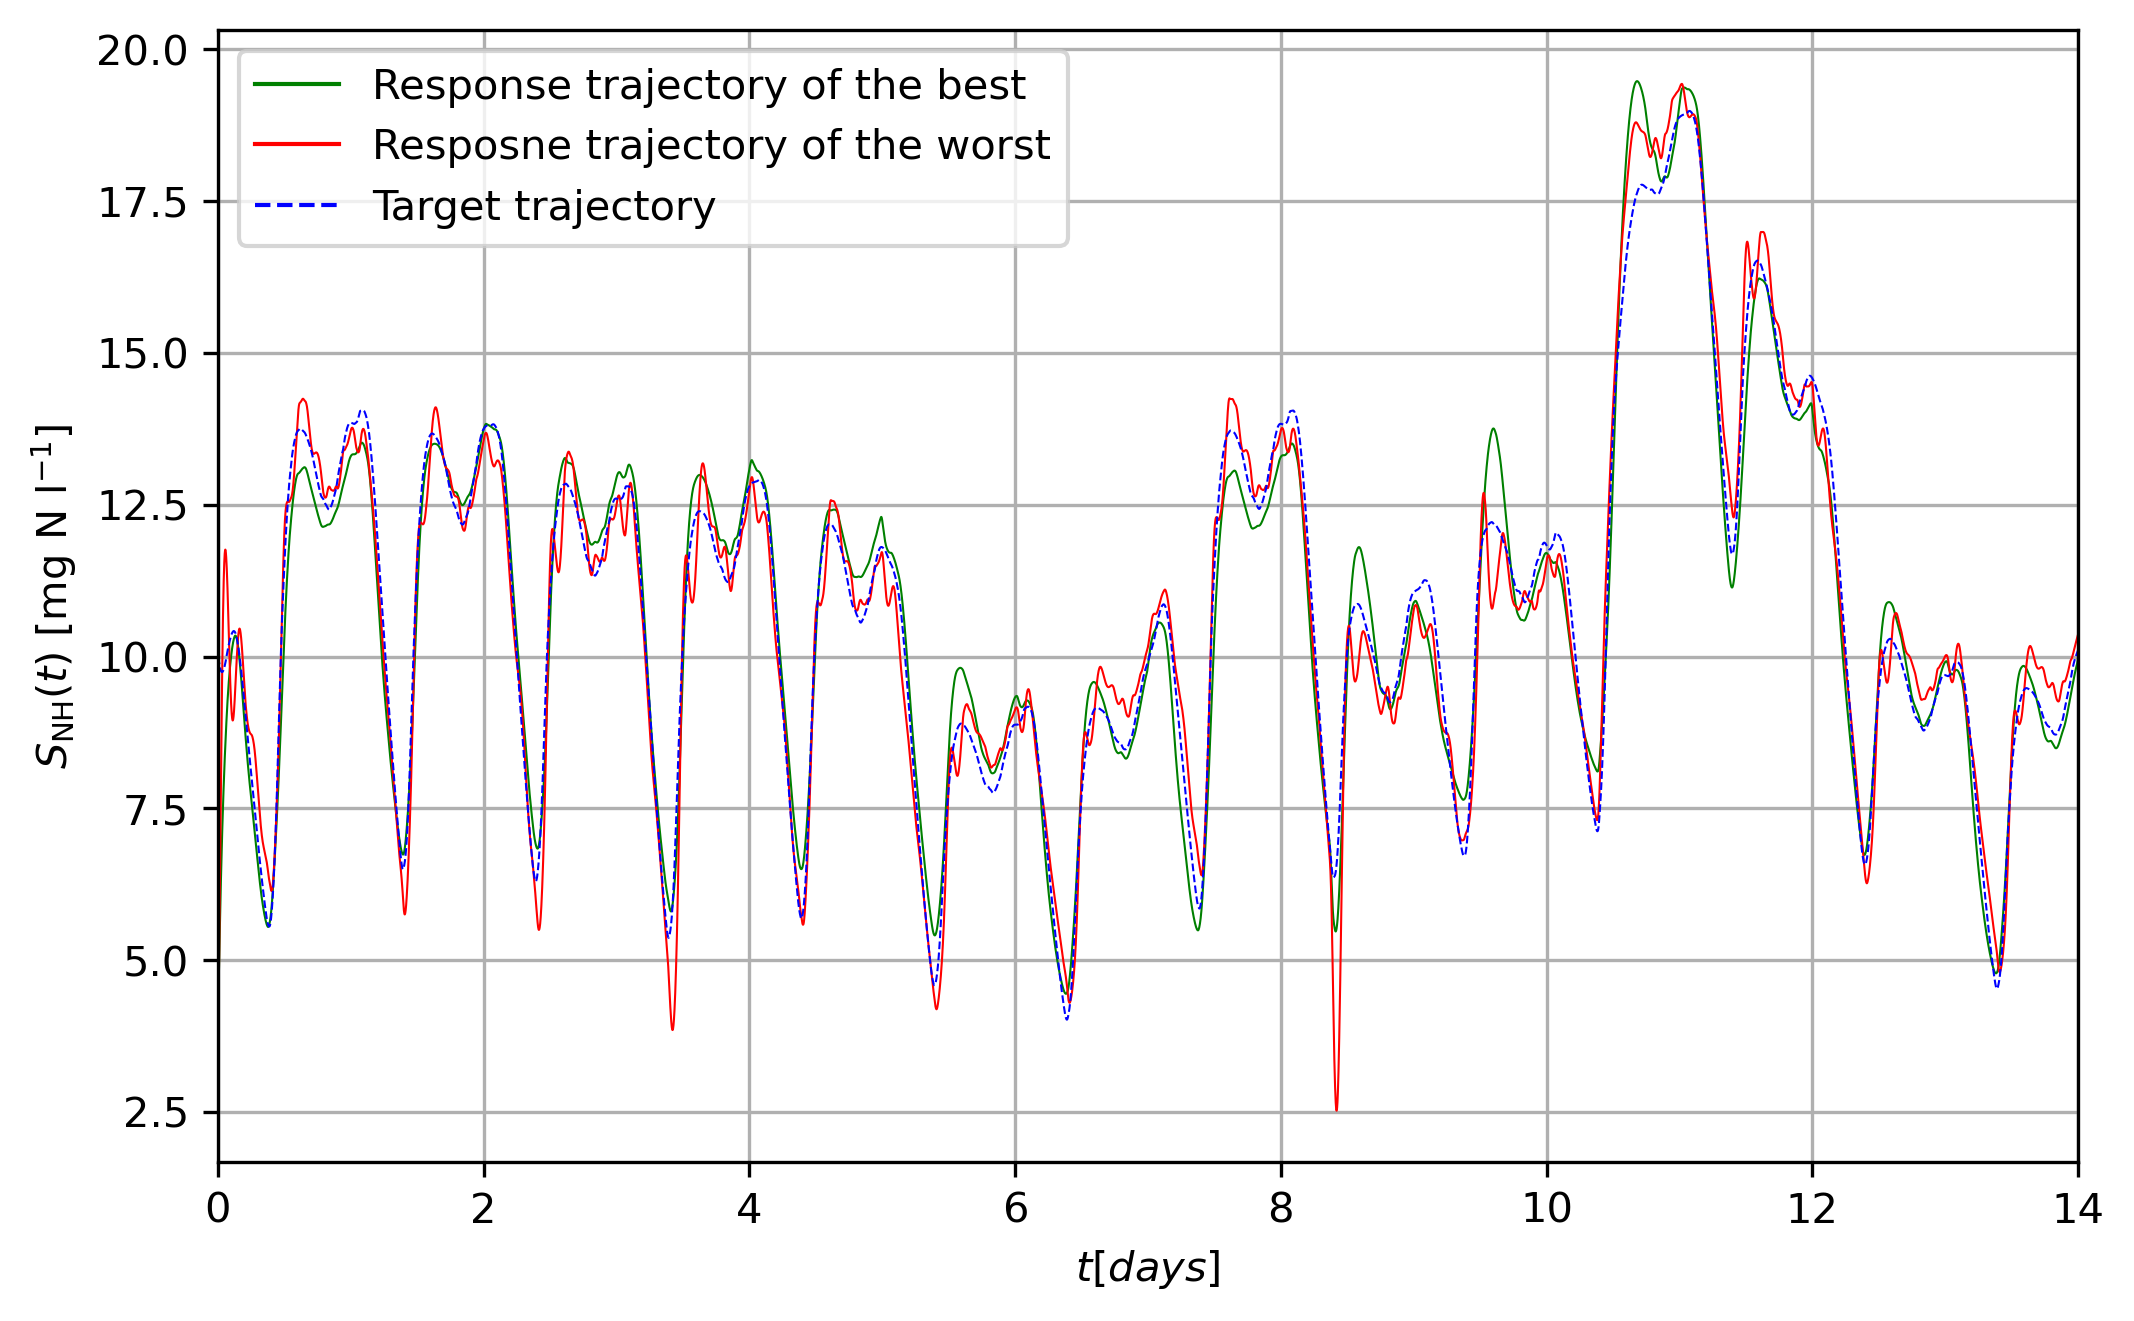 20.0
17.5
15.0
12.5
10.0
7.5
5.0
2.5
S_NH(t) [mg N l⁻¹]
Response trajectory of the best
Resposne trajectory of the worst
Target trajectory
0 2 4 6 8 10 12 14
t[days]